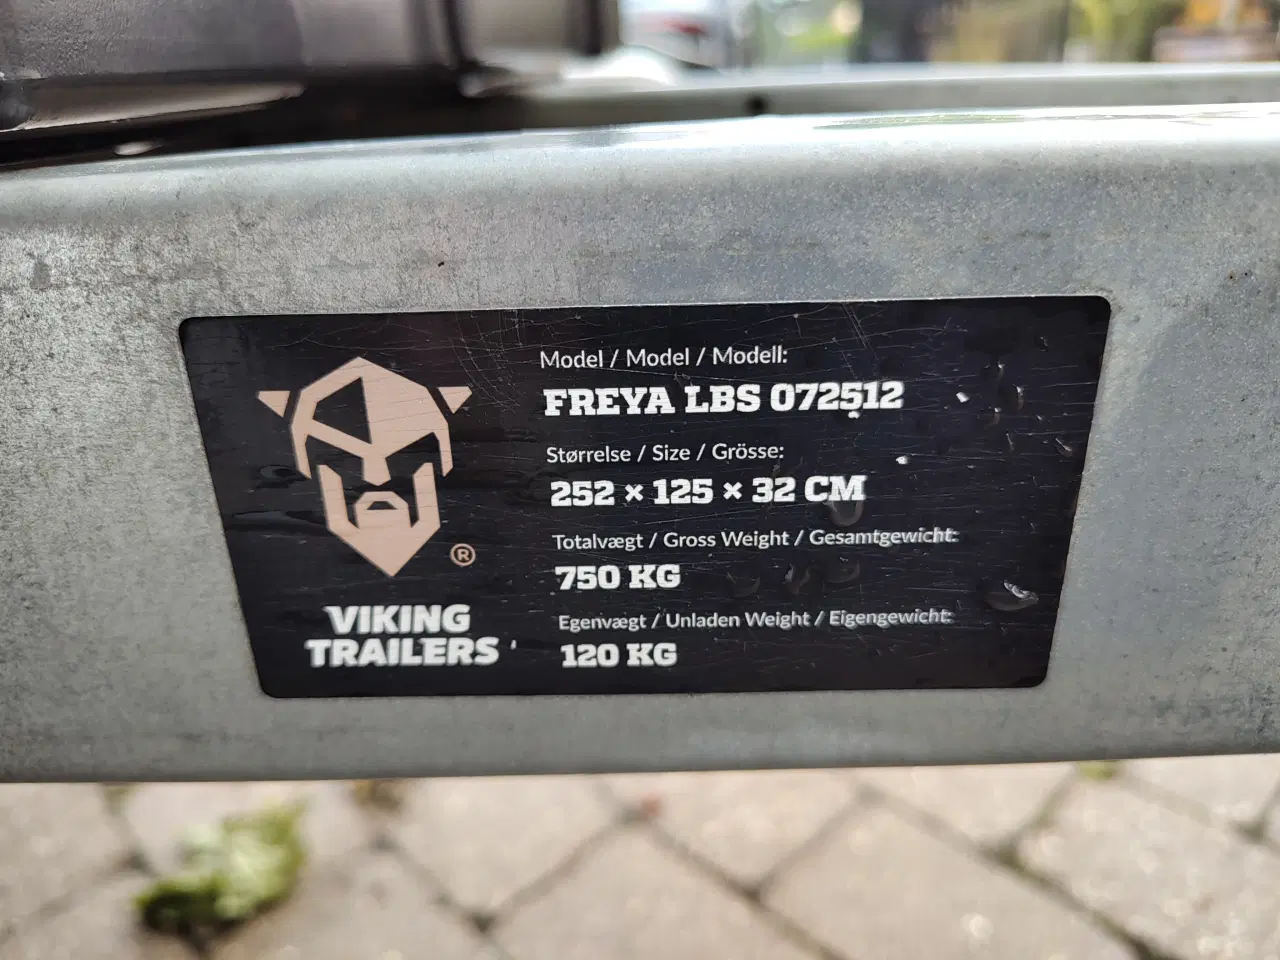 Model / Model / Modell:
FREYA LBS 072512
Størrelse / Size / Grösse:
252 × 125 × 32 CM
Totalvægt / Gross Weight / Gesamtgewicht:
750 KG
Egenvægt / Unladen Weight / Eigengewicht:
120 KG
®
VIKING
TRAILERS